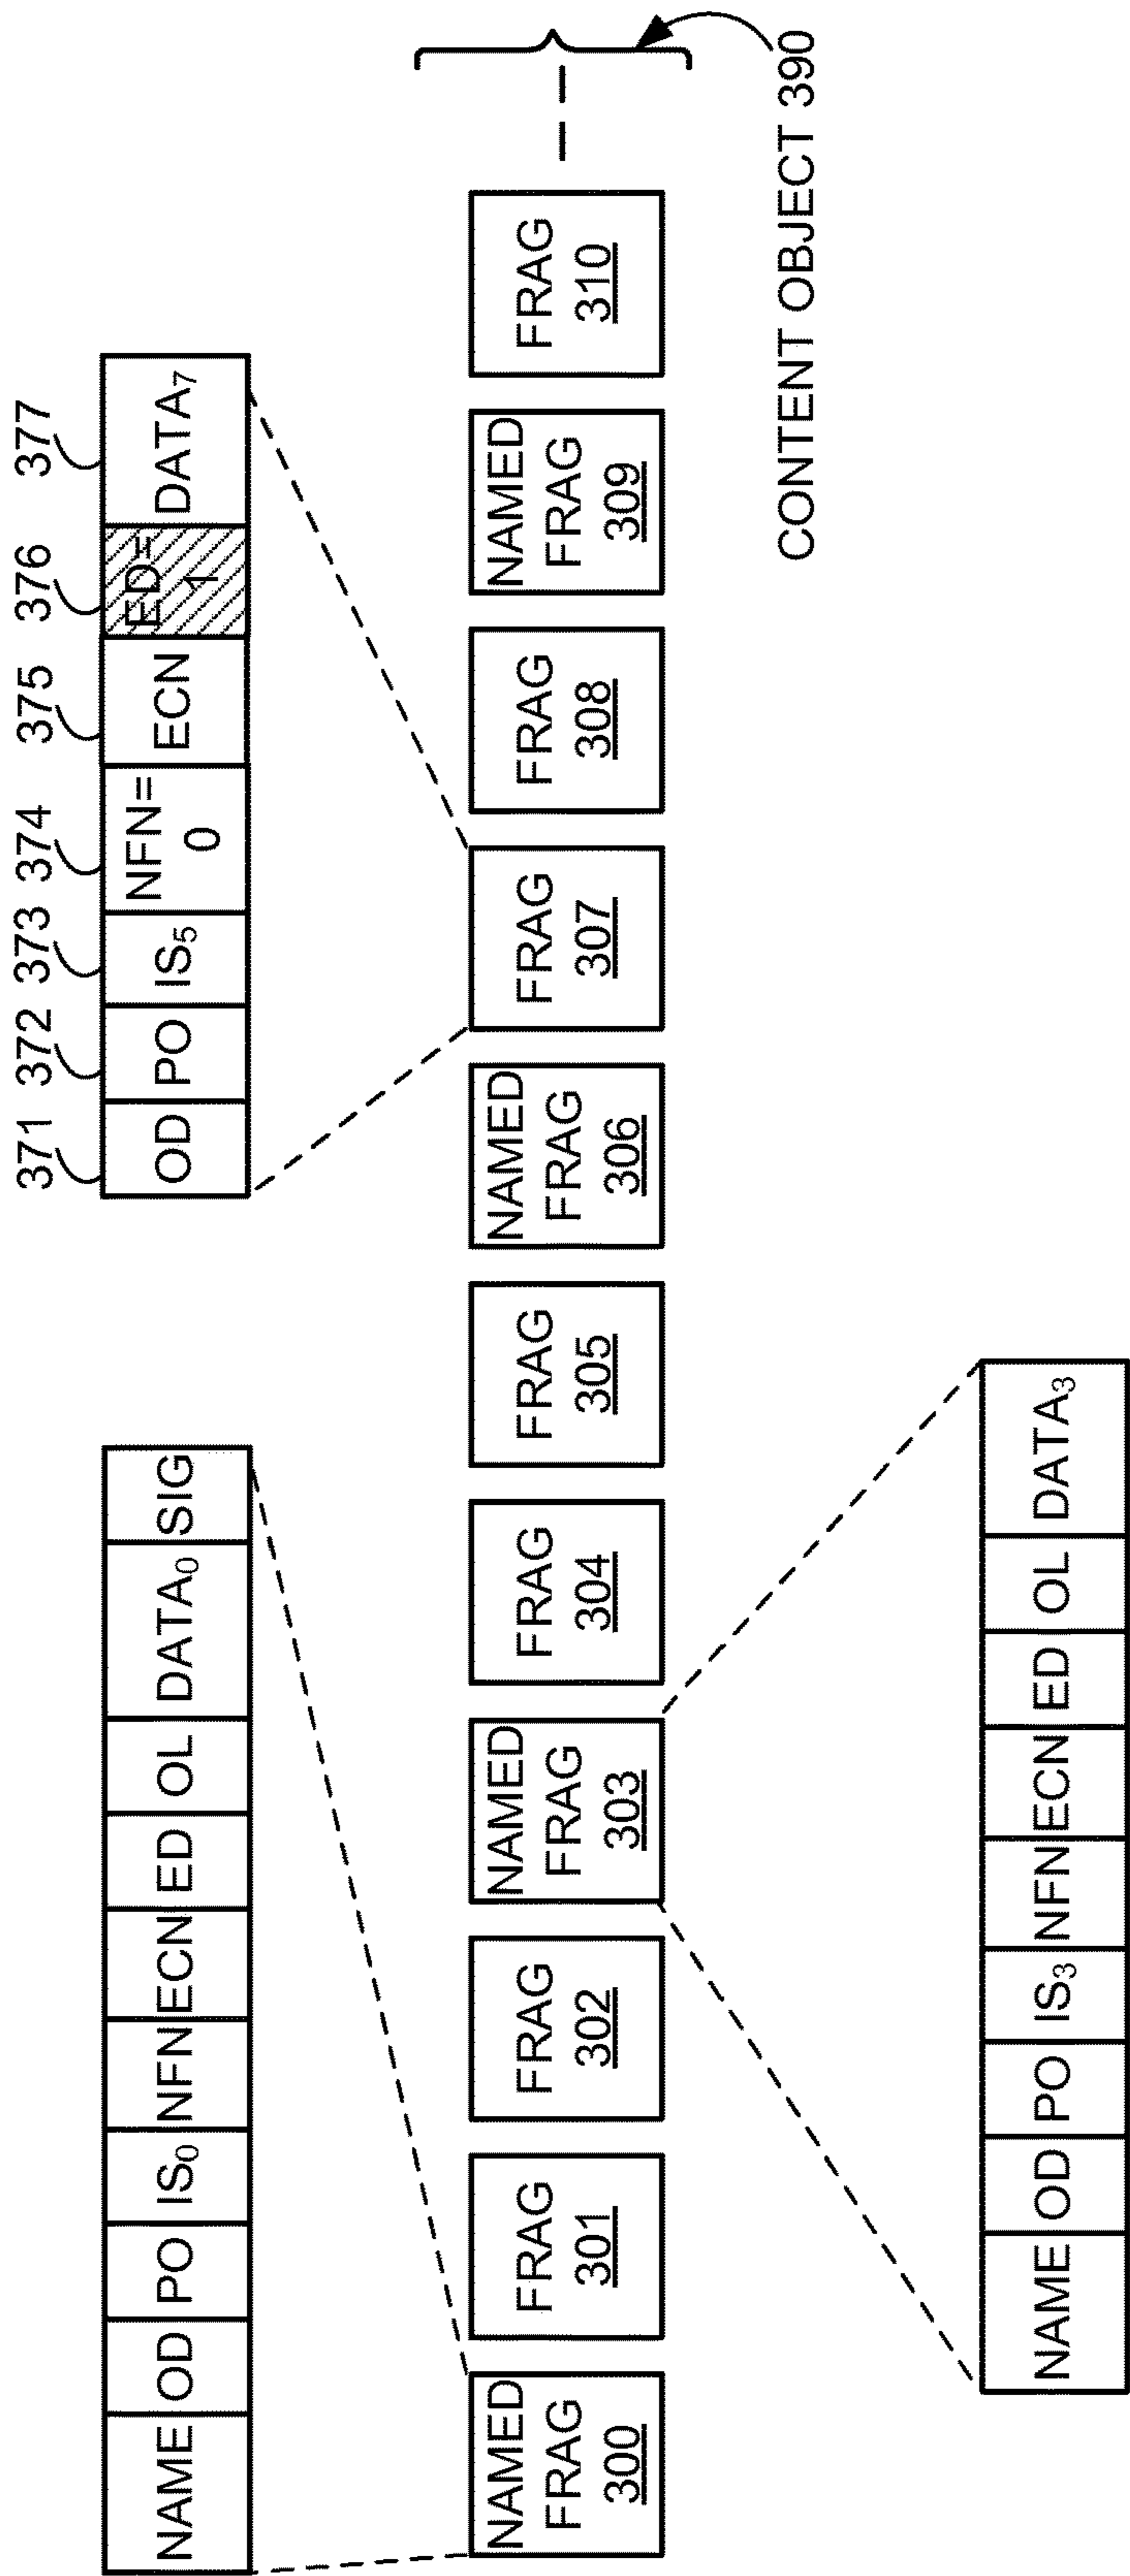 371 372 373 374 375 376 377
NAME OD PO IS₀ NFN ECN ED OL DATA₀ SIG
OD PO IS₅ NFN= ECN ED= DATA₇
0 1
NAMED
FRAG
300
FRAG
301
FRAG
302
NAMED
FRAG
303
FRAG
304
FRAG
305
NAMED
FRAG
306
FRAG
307
FRAG
308
NAMED
FRAG
309
FRAG
310
CONTENT OBJECT 390
NAME OD PO IS₃ NFN ECN ED OL DATA₃